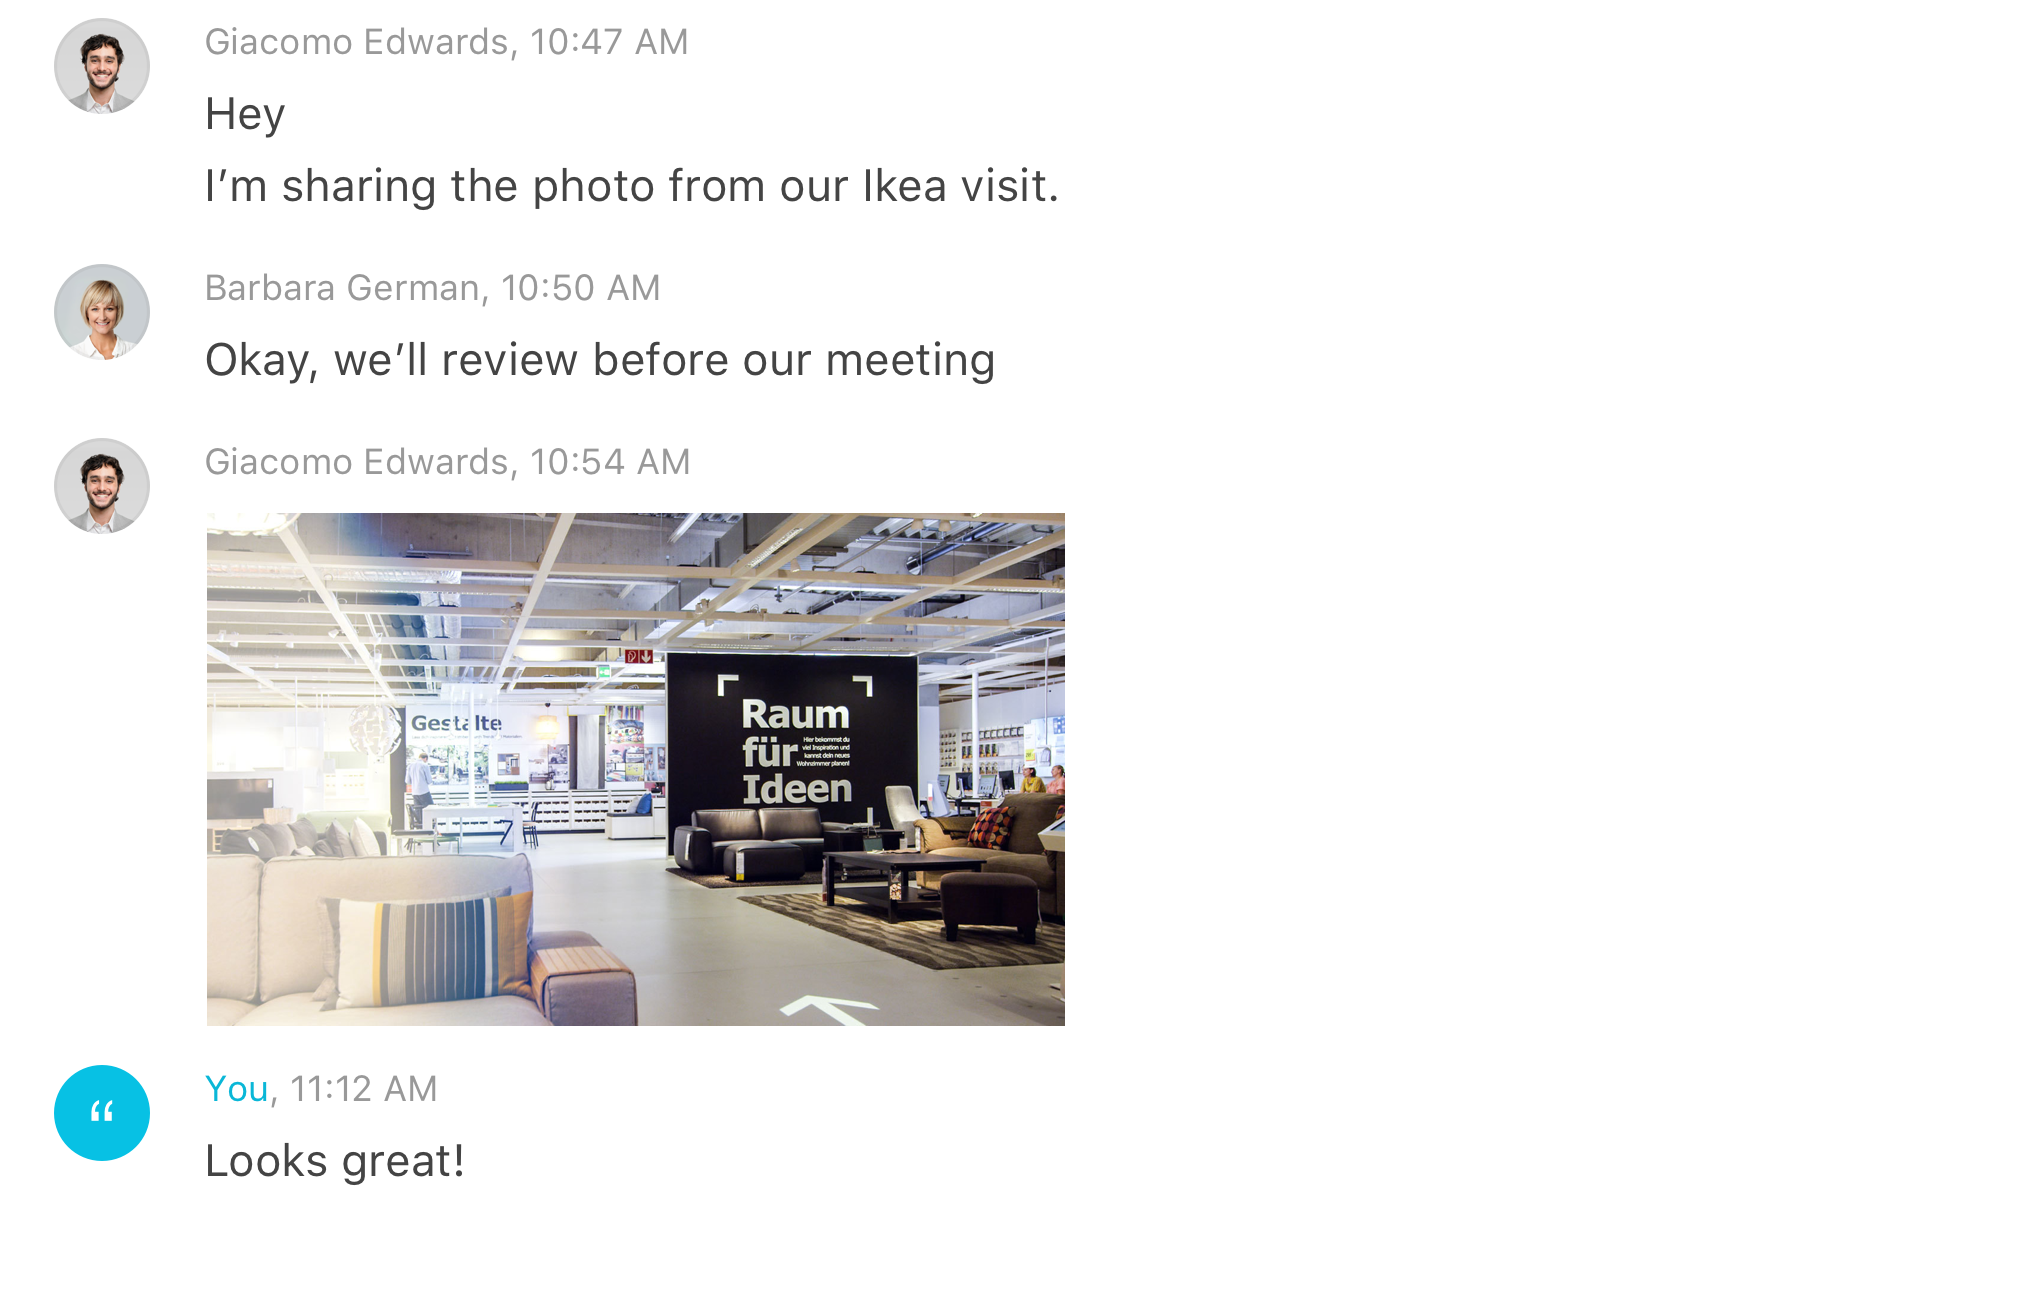 Giacomo Edwards, 10:47 AM
Hey
I’m sharing the photo from our Ikea visit.
Barbara German, 10:50 AM
Okay, we’ll review before our meeting
Giacomo Edwards, 10:54 AM
Gestalte
Raum
für
Hier bekommst du
viel Inspiration und
kannst dein neues
Wohnzimmer planen!
Ideen
You, 11:12 AM
Looks great!